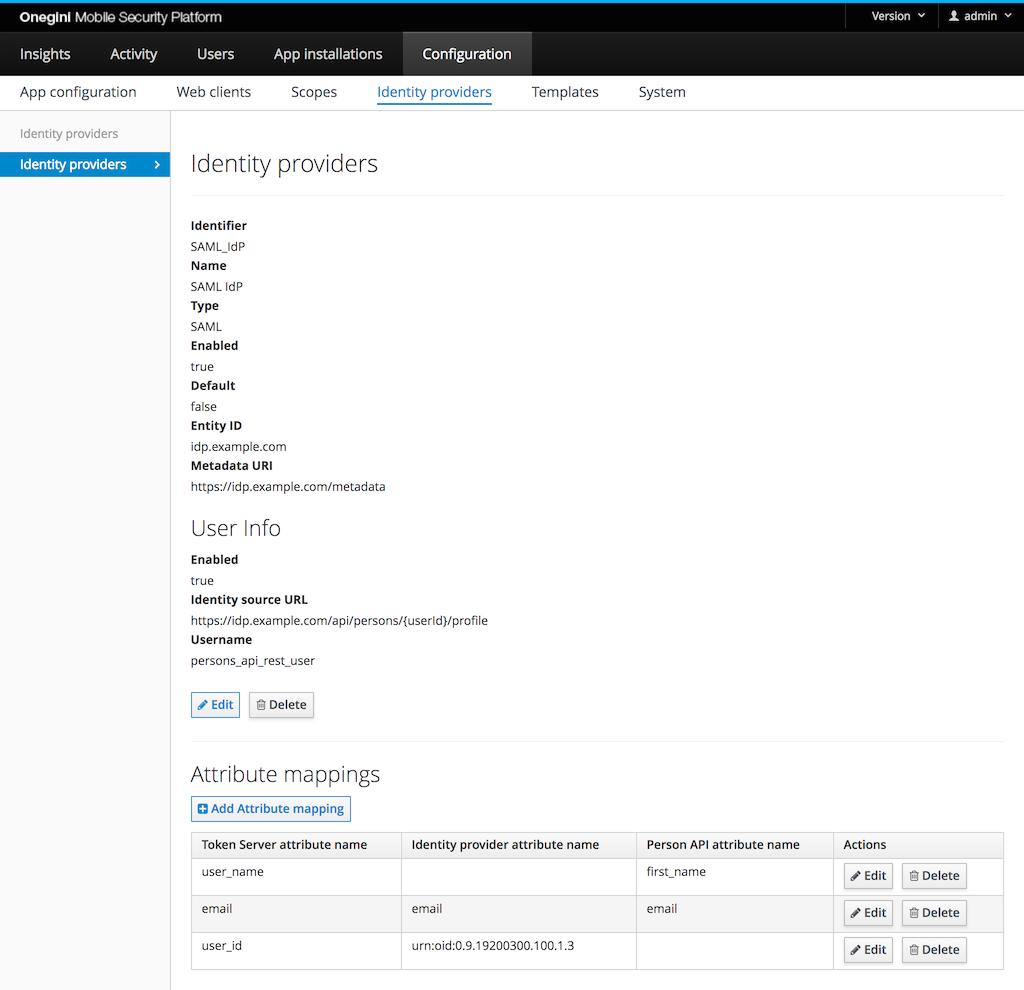 Onegini Mobile Security Platform Version admin
Insights Activity Users App installations Configuration
App configuration Web clients Scopes Identity providers Templates System
Identity providers
Identity providers
Identity providers
Identifier
SAML_IdP
Name
SAML IdP
Type
SAML
Enabled
true
Default
false
Entity ID
idp.example.com
Metadata URI
https://idp.example.com/metadata
User Info
Enabled
true
Identity source URL
https://idp.example.com/api/persons/{userId}/profile
Username
persons_api_rest_user
Edit Delete
Attribute mappings
Add Attribute mapping
Token Server attribute name Identity provider attribute name Person API attribute name Actions
user_name first_name Edit Delete
email email email Edit Delete
user_id urn:oid:0.9.19200300.100.1.3 Edit Delete